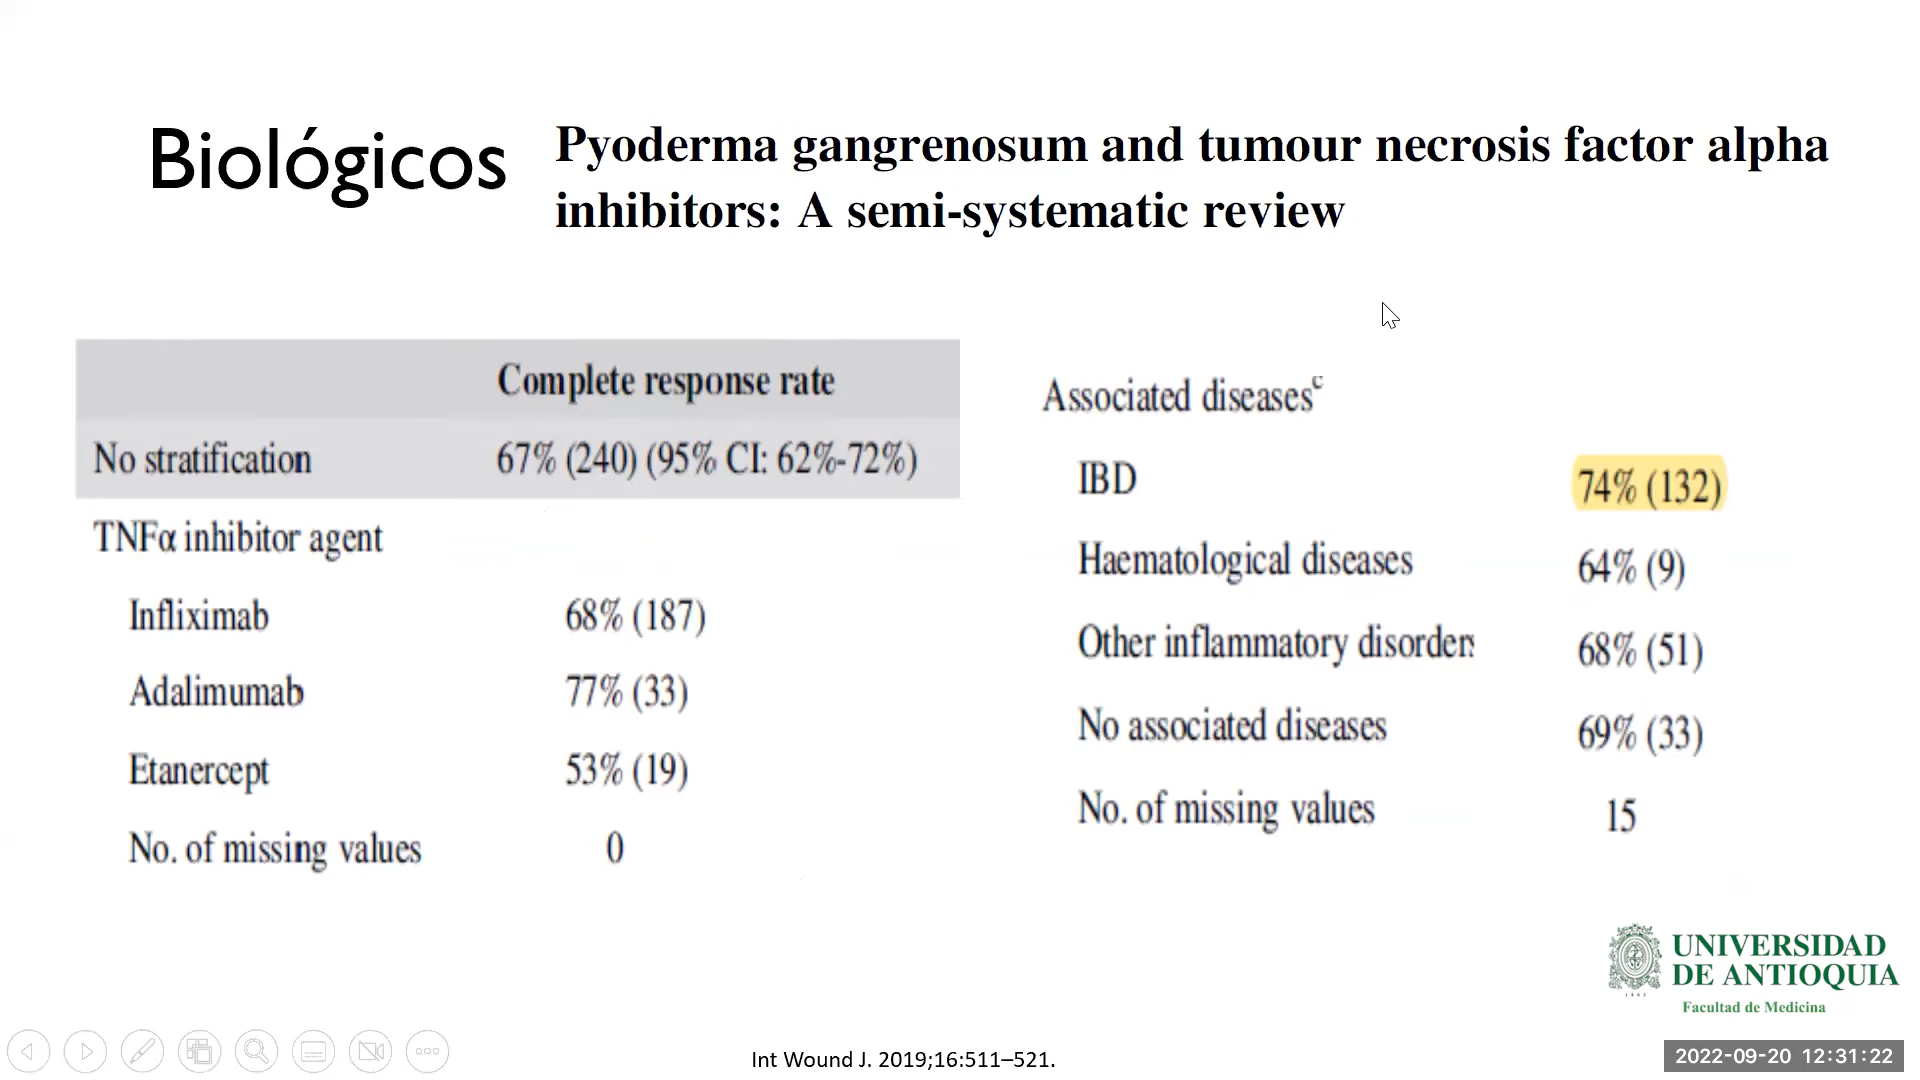 Biológicos
Pyoderma gangrenosum and tumour necrosis factor alpha
inhibitors: A semi-systematic review
Complete response rate
No stratification 67% (240) (95% CI: 62%-72%)
TNFα inhibitor agent
Infliximab 68% (187)
Adalimumab 77% (33)
Etanercept 53% (19)
No. of missing values 0
Associated diseasesᶜ
IBD 74% (132)
Haematological diseases 64% (9)
Other inflammatory disorders 68% (51)
No associated diseases 69% (33)
No. of missing values 15
UNIVERSIDAD
DE ANTIOQUIA
1803
Facultad de Medicina
Int Wound J. 2019;16:511–521.
2022-09-20 12:31:22